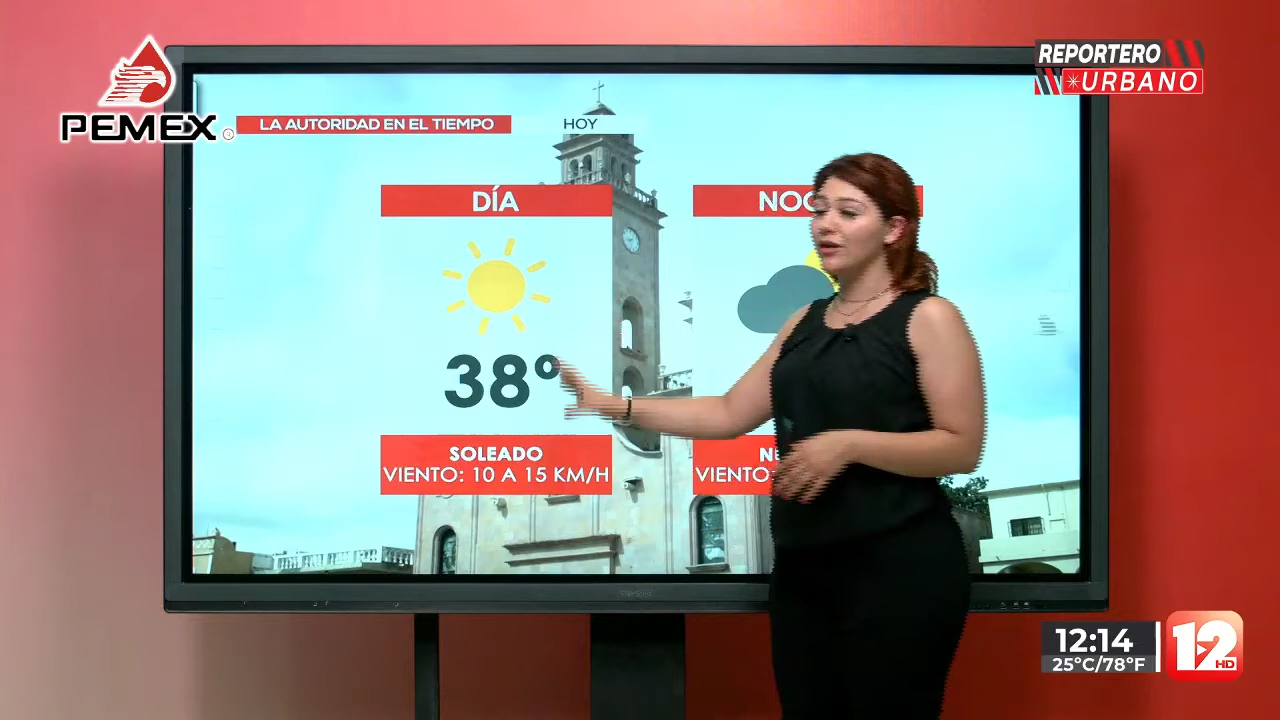 PEMEX
REPORTERO
URBANO
LA AUTORIDAD EN EL TIEMPO
HOY
DÍA
38°
SOLEADO
VIENTO: 10 A 15 KM/H
VIENTO:
12:14
25°C/78°F
12
HD